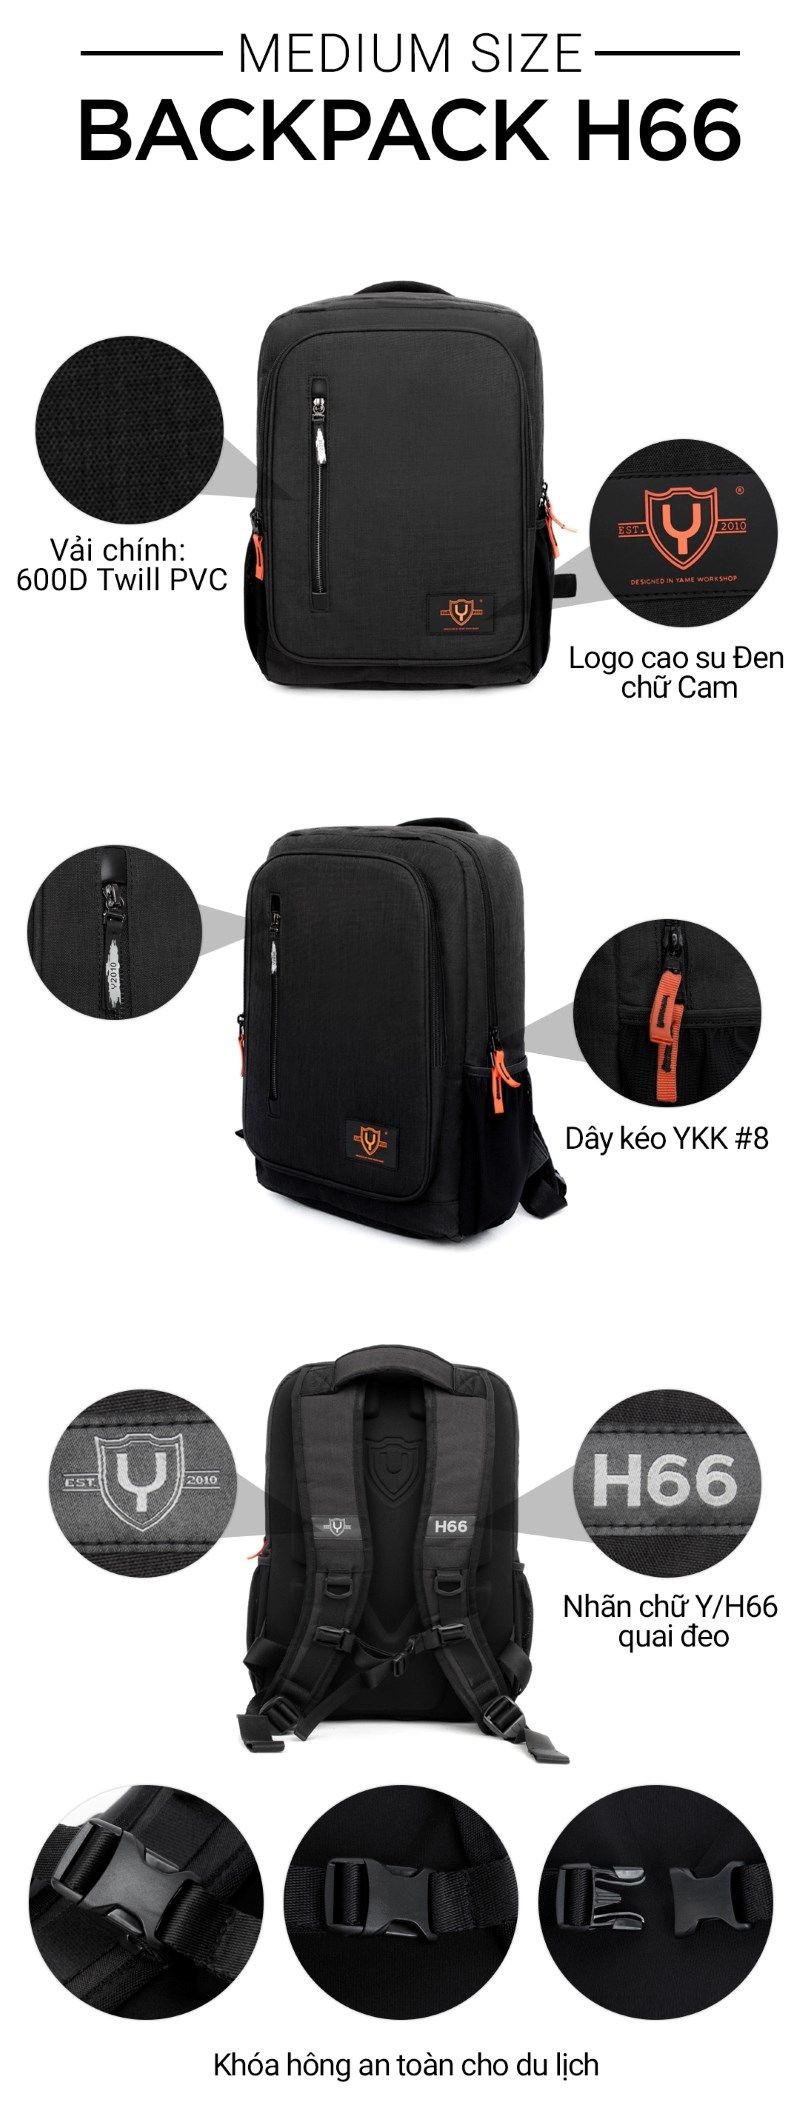 MEDIUM SIZE
BACKPACK H66
Vải chính:
600D Twill PVC
EST. 2010
®
DESIGNED IN YAME WORKSHOP
Logo cao su Đen
chữ Cam
Y2010
Dây kéo YKK #8
EST. 2010
H66
H66
Nhãn chữ Y/H66
quai đeo
Khóa hông an toàn cho du lịch